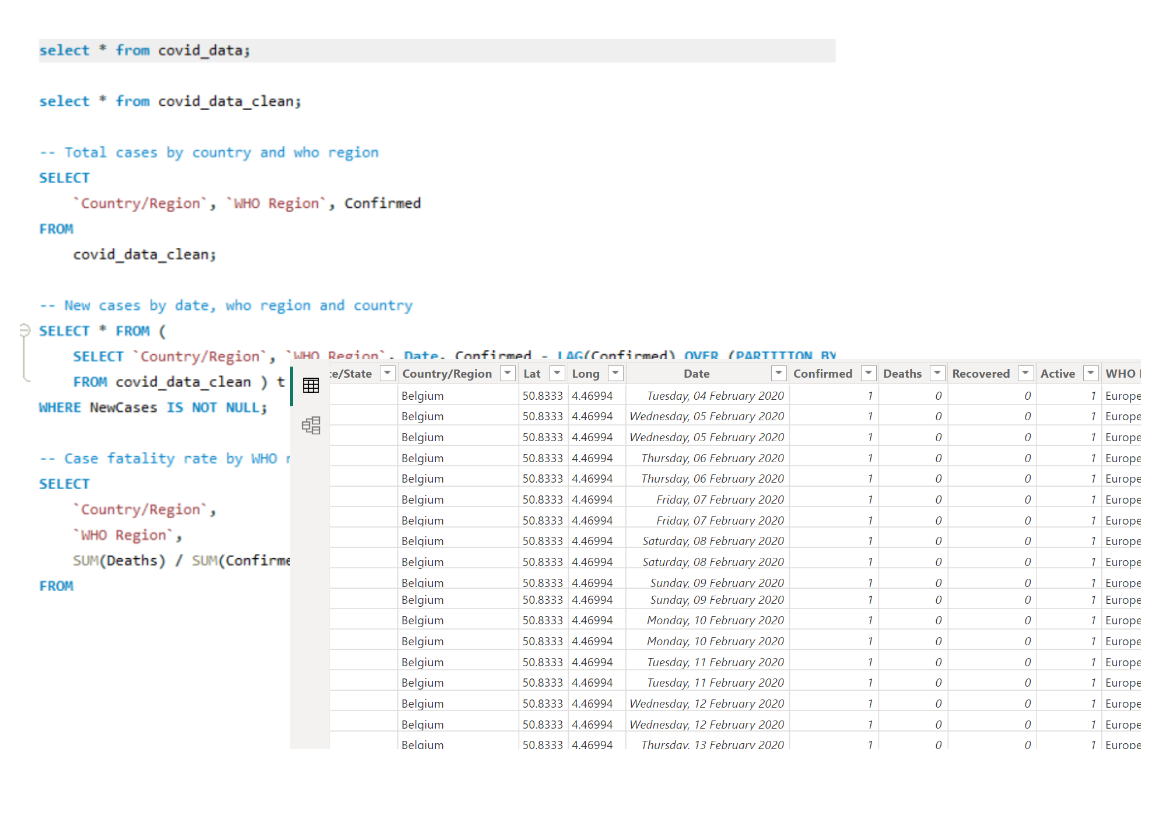 select * from covid_data;
select * from covid_data_clean;
-- Total cases by country and who region
SELECT
`Country/Region`, `WHO Region`, Confirmed
FROM
covid_data_clean;
-- New cases by date, who region and country
SELECT * FROM (
SELECT `Country/Region`, `WHO Region`, Date, Confirmed - LAG(Confirmed) OVER (PARTITION BY
FROM covid_data_clean ) t
WHERE NewCases IS NOT NULL;
-- Case fatality rate by WHO
SELECT
`Country/Region`,
`WHO Region`,
SUM(Deaths) / SUM(Confirme
FROM
e/State Country/Region Lat Long Date Confirmed Deaths Recovered Active WHO
Belgium 50.8333 4.46994 Tuesday, 04 February 2020 1 0 0 1 Europe
Belgium 50.8333 4.46994 Wednesday, 05 February 2020 1 0 0 1 Europe
Belgium 50.8333 4.46994 Wednesday, 05 February 2020 1 0 0 1 Europe
Belgium 50.8333 4.46994 Thursday, 06 February 2020 1 0 0 1 Europe
Belgium 50.8333 4.46994 Thursday, 06 February 2020 1 0 0 1 Europe
Belgium 50.8333 4.46994 Friday, 07 February 2020 1 0 0 1 Europe
Belgium 50.8333 4.46994 Friday, 07 February 2020 1 0 0 1 Europe
Belgium 50.8333 4.46994 Saturday, 08 February 2020 1 0 0 1 Europe
Belgium 50.8333 4.46994 Saturday, 08 February 2020 1 0 0 1 Europe
Belgium 50.8333 4.46994 Sunday, 09 February 2020 1 0 0 1 Europe
Belgium 50.8333 4.46994 Sunday, 09 February 2020 1 0 0 1 Europe
Belgium 50.8333 4.46994 Monday, 10 February 2020 1 0 0 1 Europe
Belgium 50.8333 4.46994 Monday, 10 February 2020 1 0 0 1 Europe
Belgium 50.8333 4.46994 Tuesday, 11 February 2020 1 0 0 1 Europe
Belgium 50.8333 4.46994 Tuesday, 11 February 2020 1 0 0 1 Europe
Belgium 50.8333 4.46994 Wednesday, 12 February 2020 1 0 0 1 Europe
Belgium 50.8333 4.46994 Wednesday, 12 February 2020 1 0 0 1 Europe
Belgium 50.8333 4.46994 Thursday, 13 February 2020 1 0 0 1 Europe